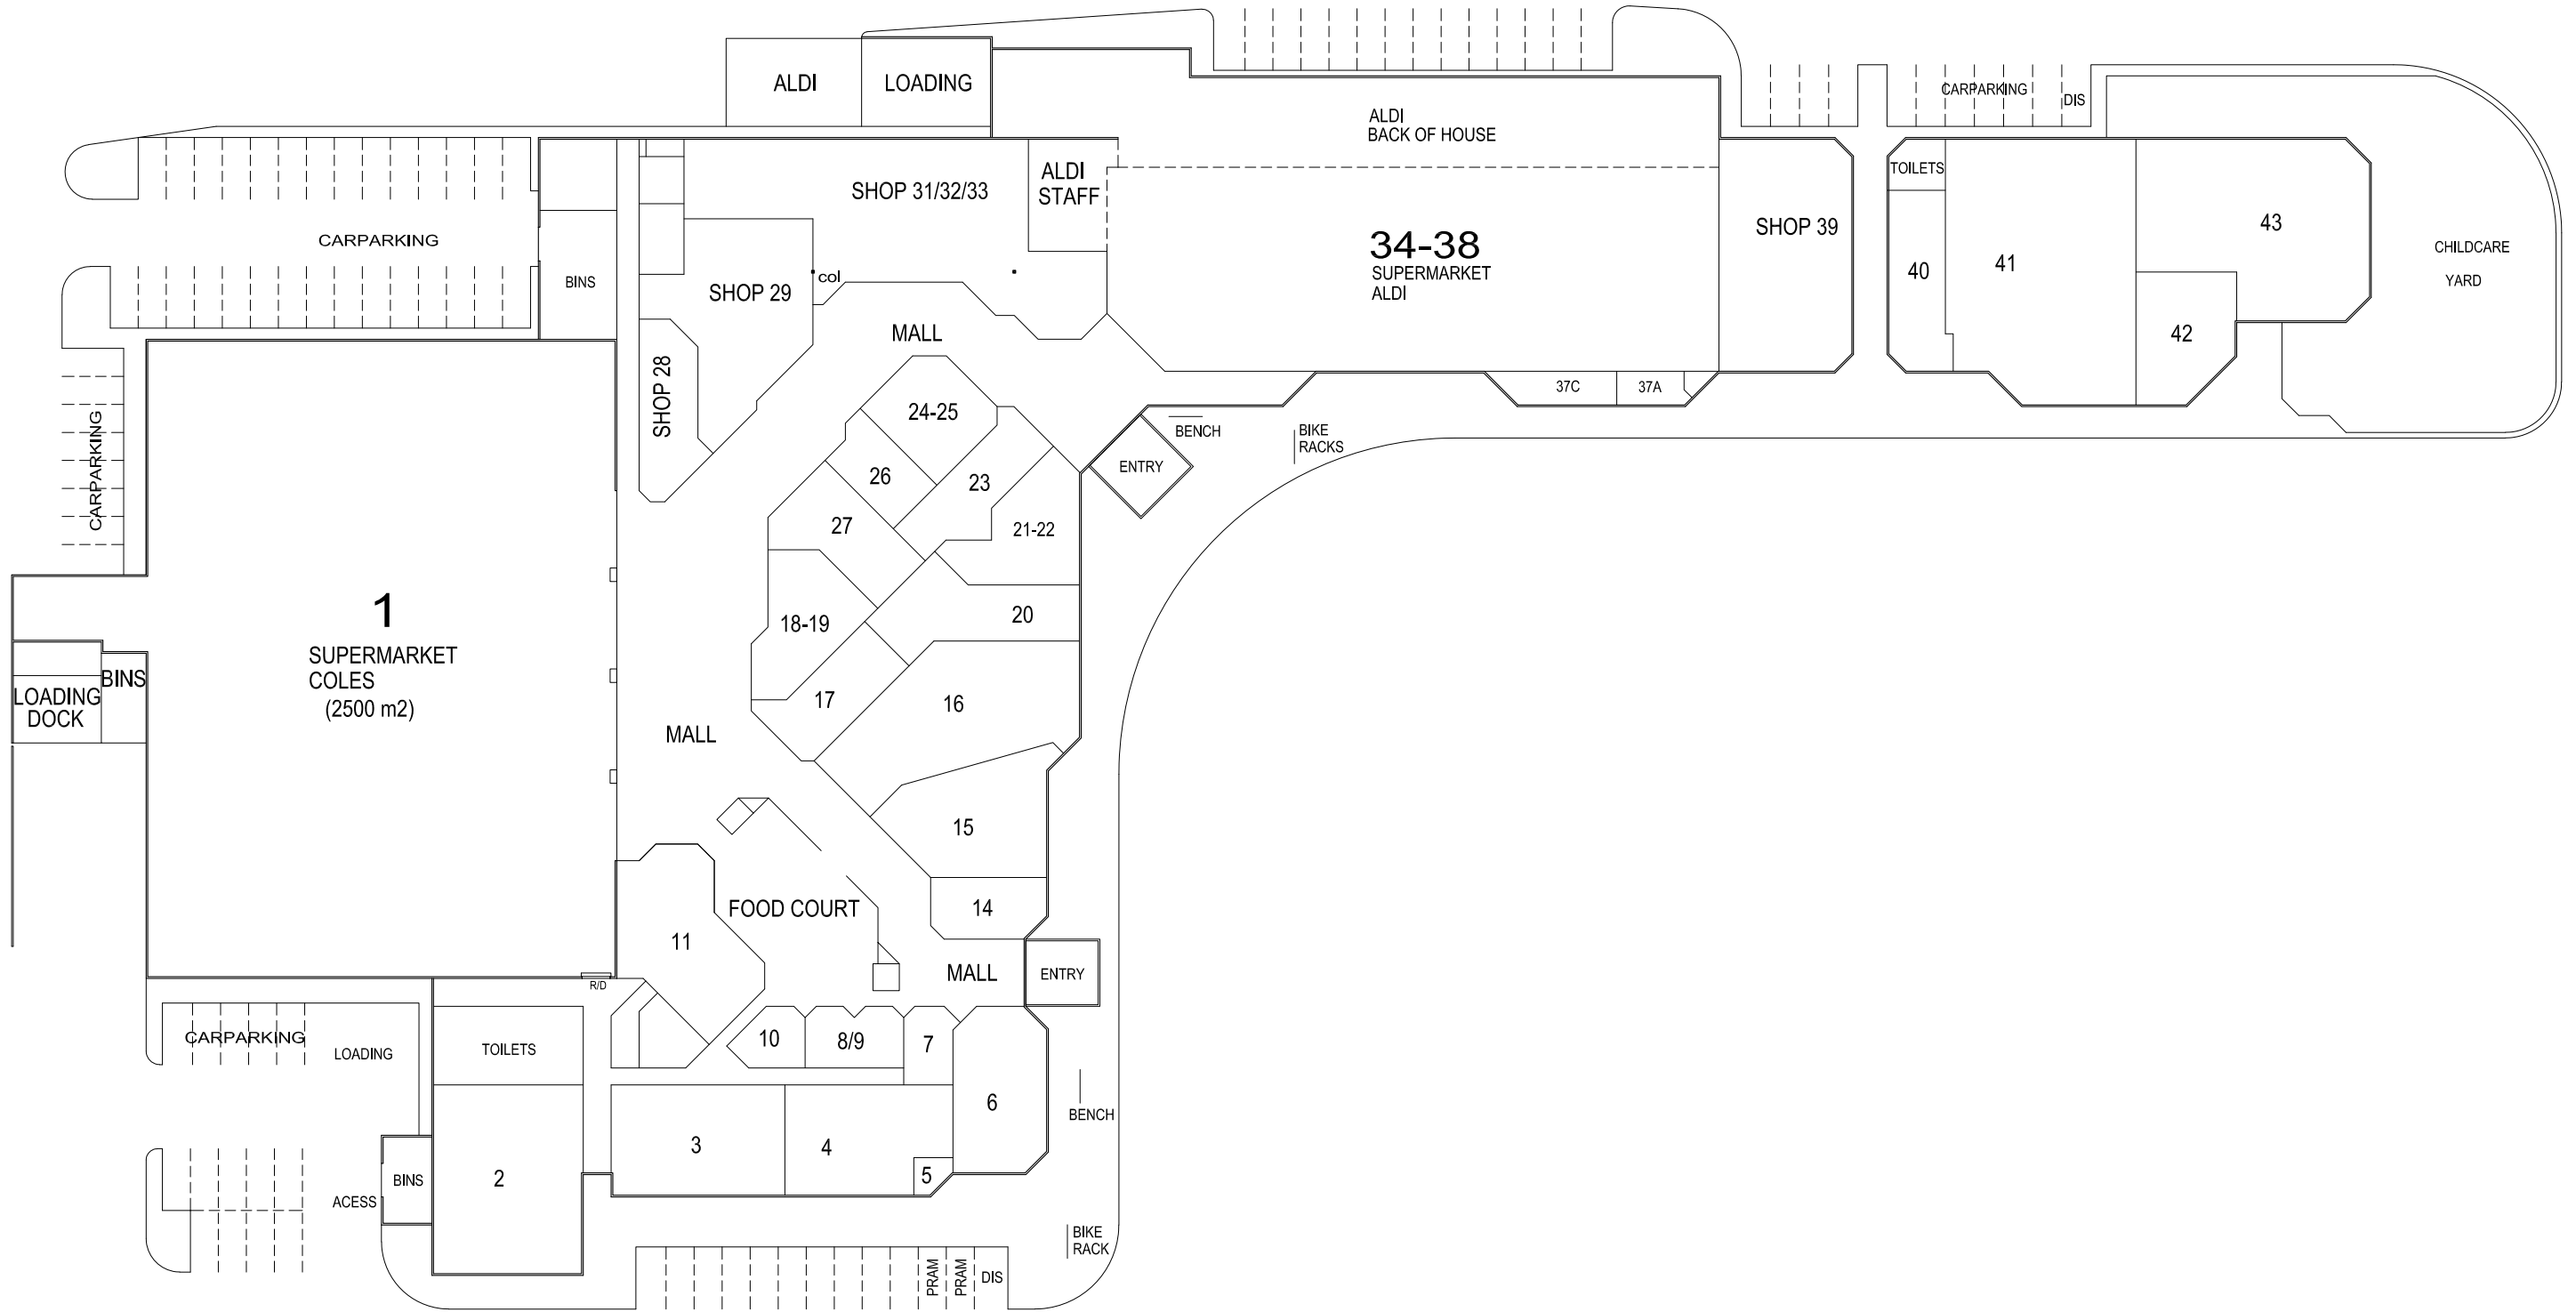 ALDI
LOADING
ALDI
BACK OF HOUSE
CARPARKING
DIS
TOILETS
ALDI
STAFF
SHOP 31/32/33
SHOP 39
43
CARPARKING
34-38
SUPERMARKET
ALDI
CHILDCARE
YARD
40
41
BINS
col
SHOP 29
MALL
42
SHOP 28
37C
37A
24-25
BENCH
BIKE
RACKS
CARPARKING
ENTRY
26
23
27
21-22
1
SUPERMARKET
COLES
(2500 m2)
20
18-19
BINS
LOADING
DOCK
17
16
MALL
15
FOOD COURT
14
11
MALL
ENTRY
R/D
CARPARKING
LOADING
TOILETS
10
8/9
7
6
BENCH
3
4
5
2
BINS
ACESS
BIKE
RACK
PRAM
PRAM
DIS